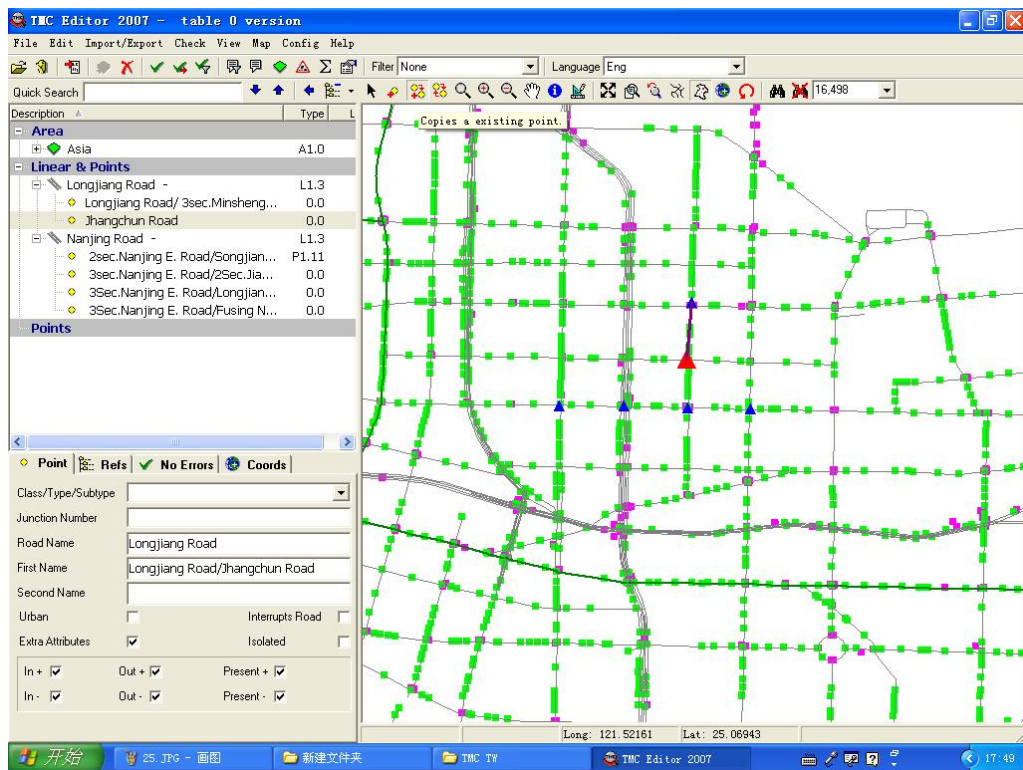 TMC Editor 2007 - table 0 version
File Edit Import/Export Check View Map Config Help
Filter None Language Eng
Quick Search 16,498
Description Type L
Copies a existing point.
Area
Asia A1.0
Linear & Points
Longjiang Road - L1.3
Longjiang Road/ 3sec.Minsheng... 0.0
Jhangchun Road 0.0
Nanjing Road - L1.3
2sec.Nanjing E. Road/Songjian... P1.11
3sec.Nanjing E. Road/2Sec.Jia... 0.0
3Sec.Nanjing E. Road/Longjian... 0.0
3Sec.Nanjing E. Road/Fusing N... 0.0
Points
Point Refs No Errors Coords
Class/Type/Subtype
Junction Number
Road Name Longjiang Road
First Name Longjiang Road/Jhangchun Road
Second Name
Urban Interrupts Road
Extra Attributes Isolated
In + Out + Present +
In - Out - Present -
Long: 121.52161 Lat: 25.06943
开始 25.JPG - 画图 新建文件夹 TMC TW TMC Editor 2007 17:49